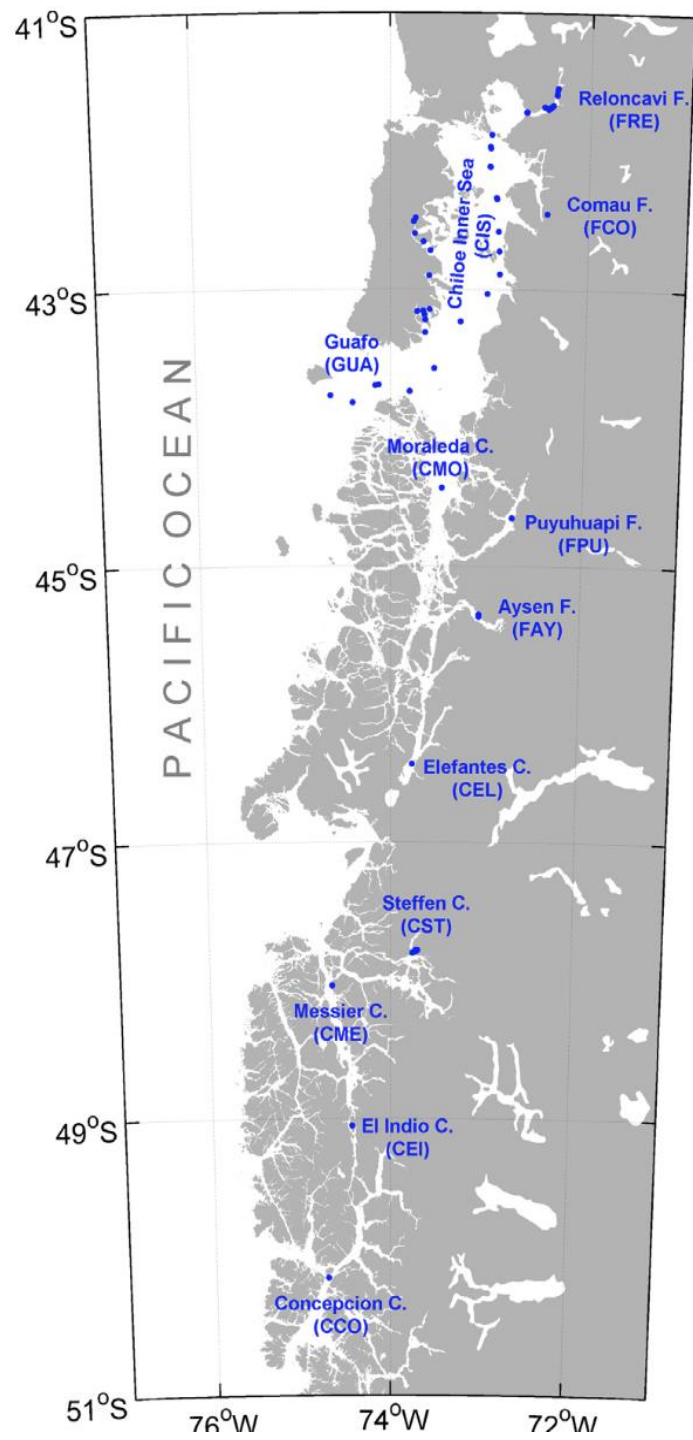 41°S
Reloncavi F.
(FRE)
Comau F.
(FCO)
Chiloe Inner Sea
(CIS)
43°S
Guafo
(GUA)
PACIFIC OCEAN
Moraleda C.
(CMO)
Puyuhuapi F.
(FPU)
45°S
Aysen F.
(FAY)
Elefantes C.
(CEL)
47°S
Steffen C.
(CST)
Messier C.
(CME)
49°S
El Indio C.
(CEI)
Concepcion C.
(CCO)
51°S
76°W 74°W 72°W